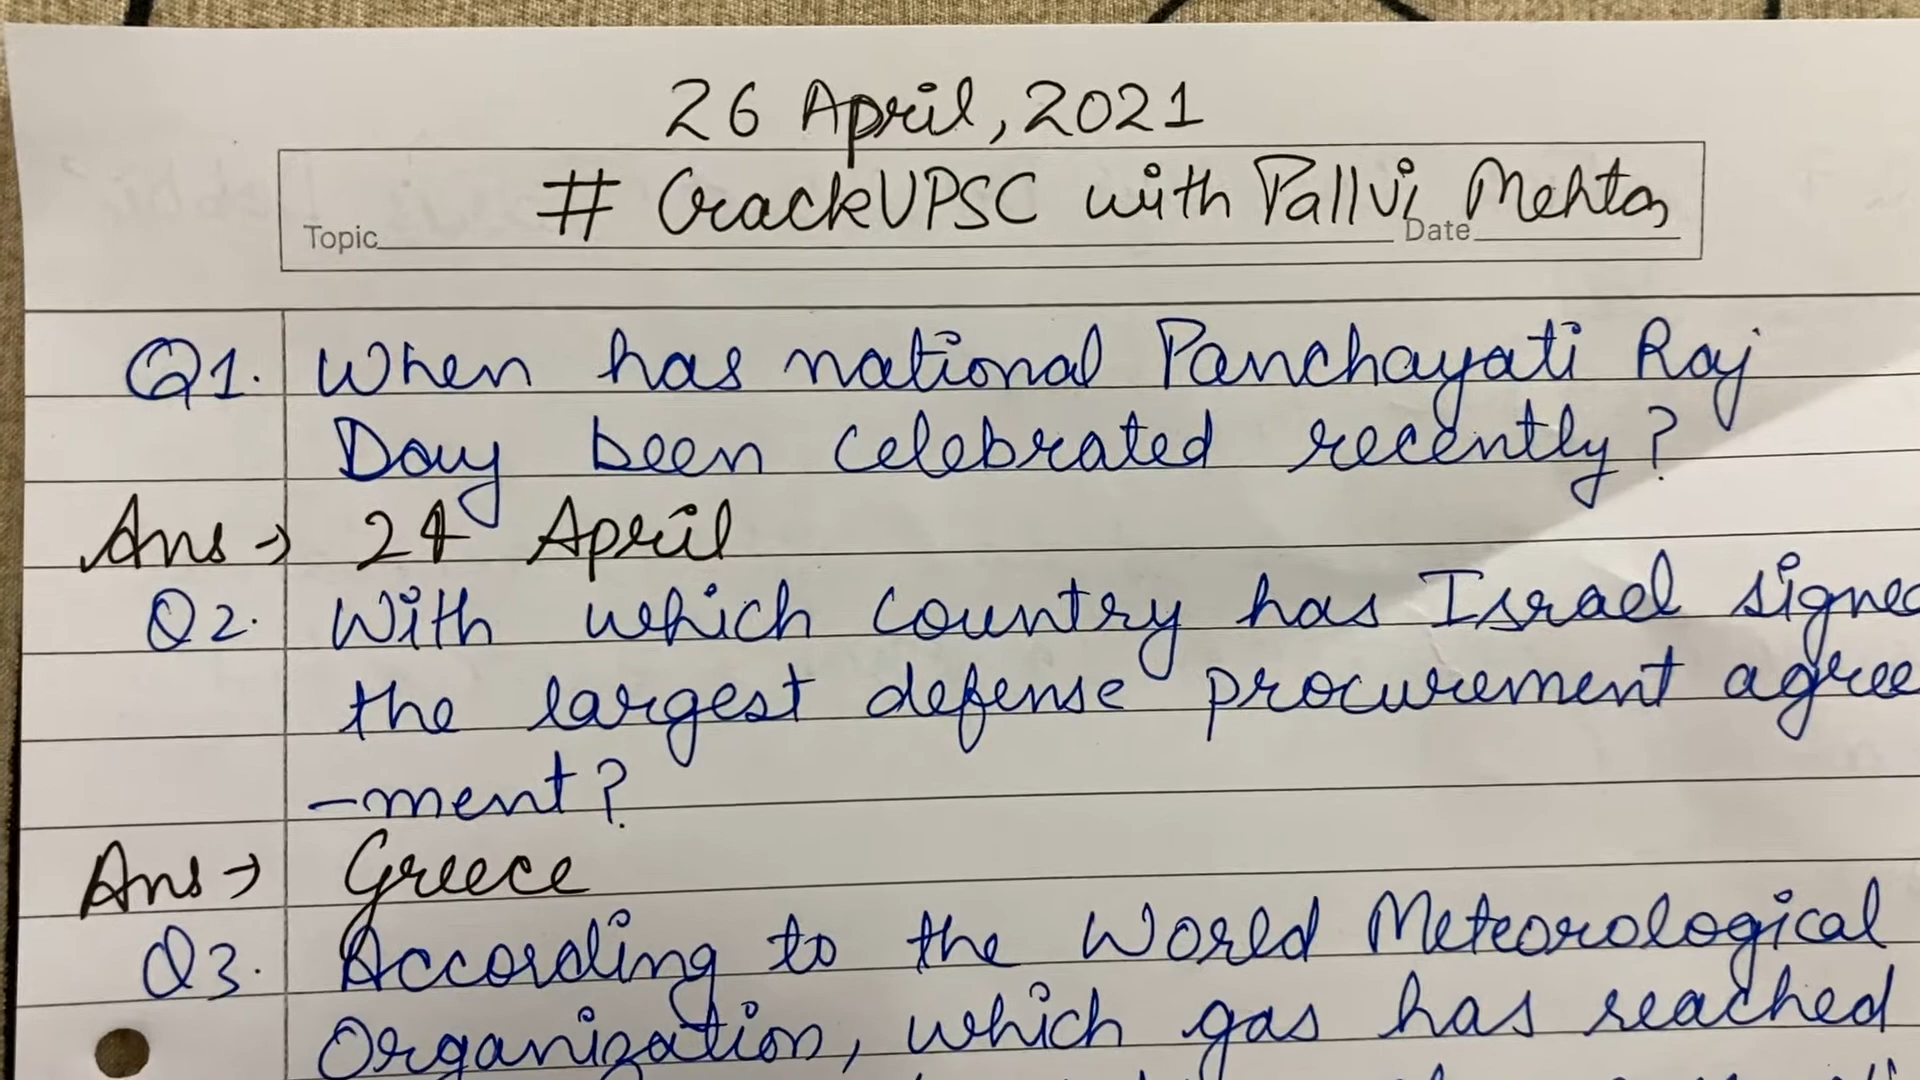 26 April, 2021
# CrackUPSC with Pallvi Mehta
Topic Date
Q1. When has national Panchayati Raj
Day been celebrated recently?
Ans → 24 April
Q2. With which country has Israel signed
the largest defense procurement agree
-ment?
Ans → Greece
Q3. According to the World Meteorological
Organization, which gas has reached